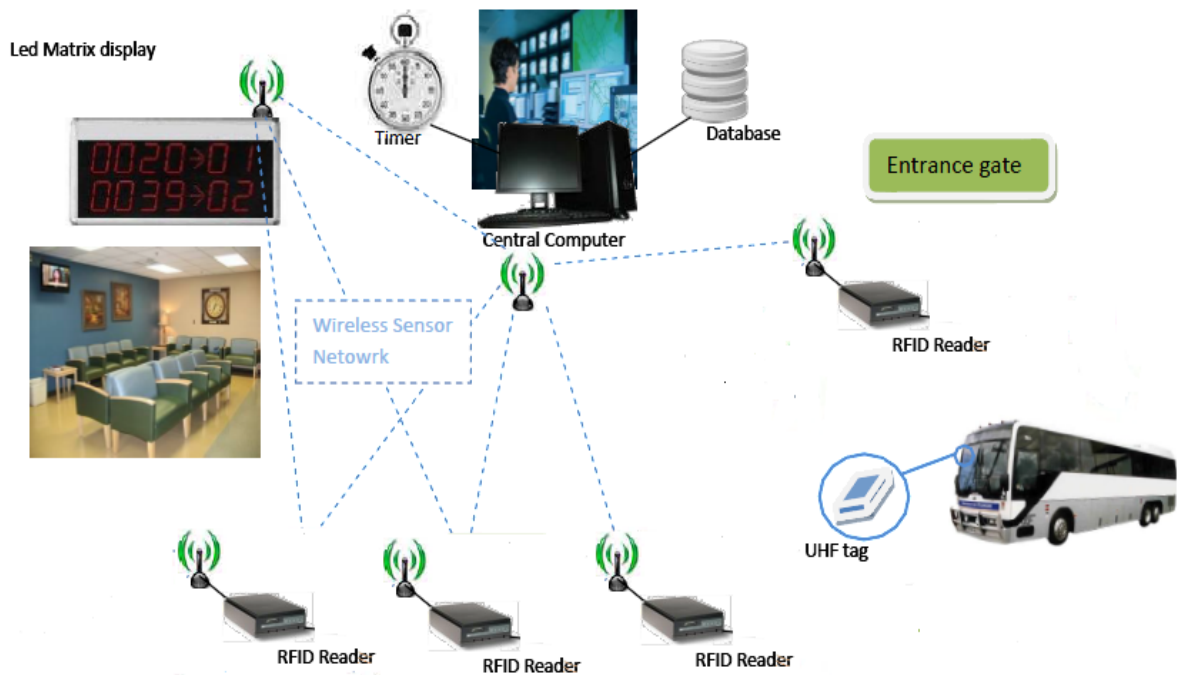 Led Matrix display
0020→01
0039→02
Timer
Database
Central Computer
Entrance gate
Wireless Sensor
Netowrk
RFID Reader
UHF tag
RFID Reader
RFID Reader
RFID Reader